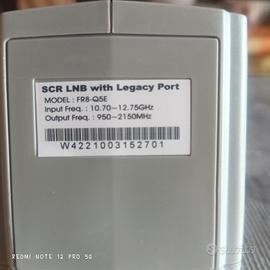 SCR LNB with Legacy Port
MODEL: FR8-Q5E
Input Freq. : 10.70~12.75GHz
Output Freq. : 950~2150MHz
W4221003152701
REDMI NOTE 12 PRO 5G
subito